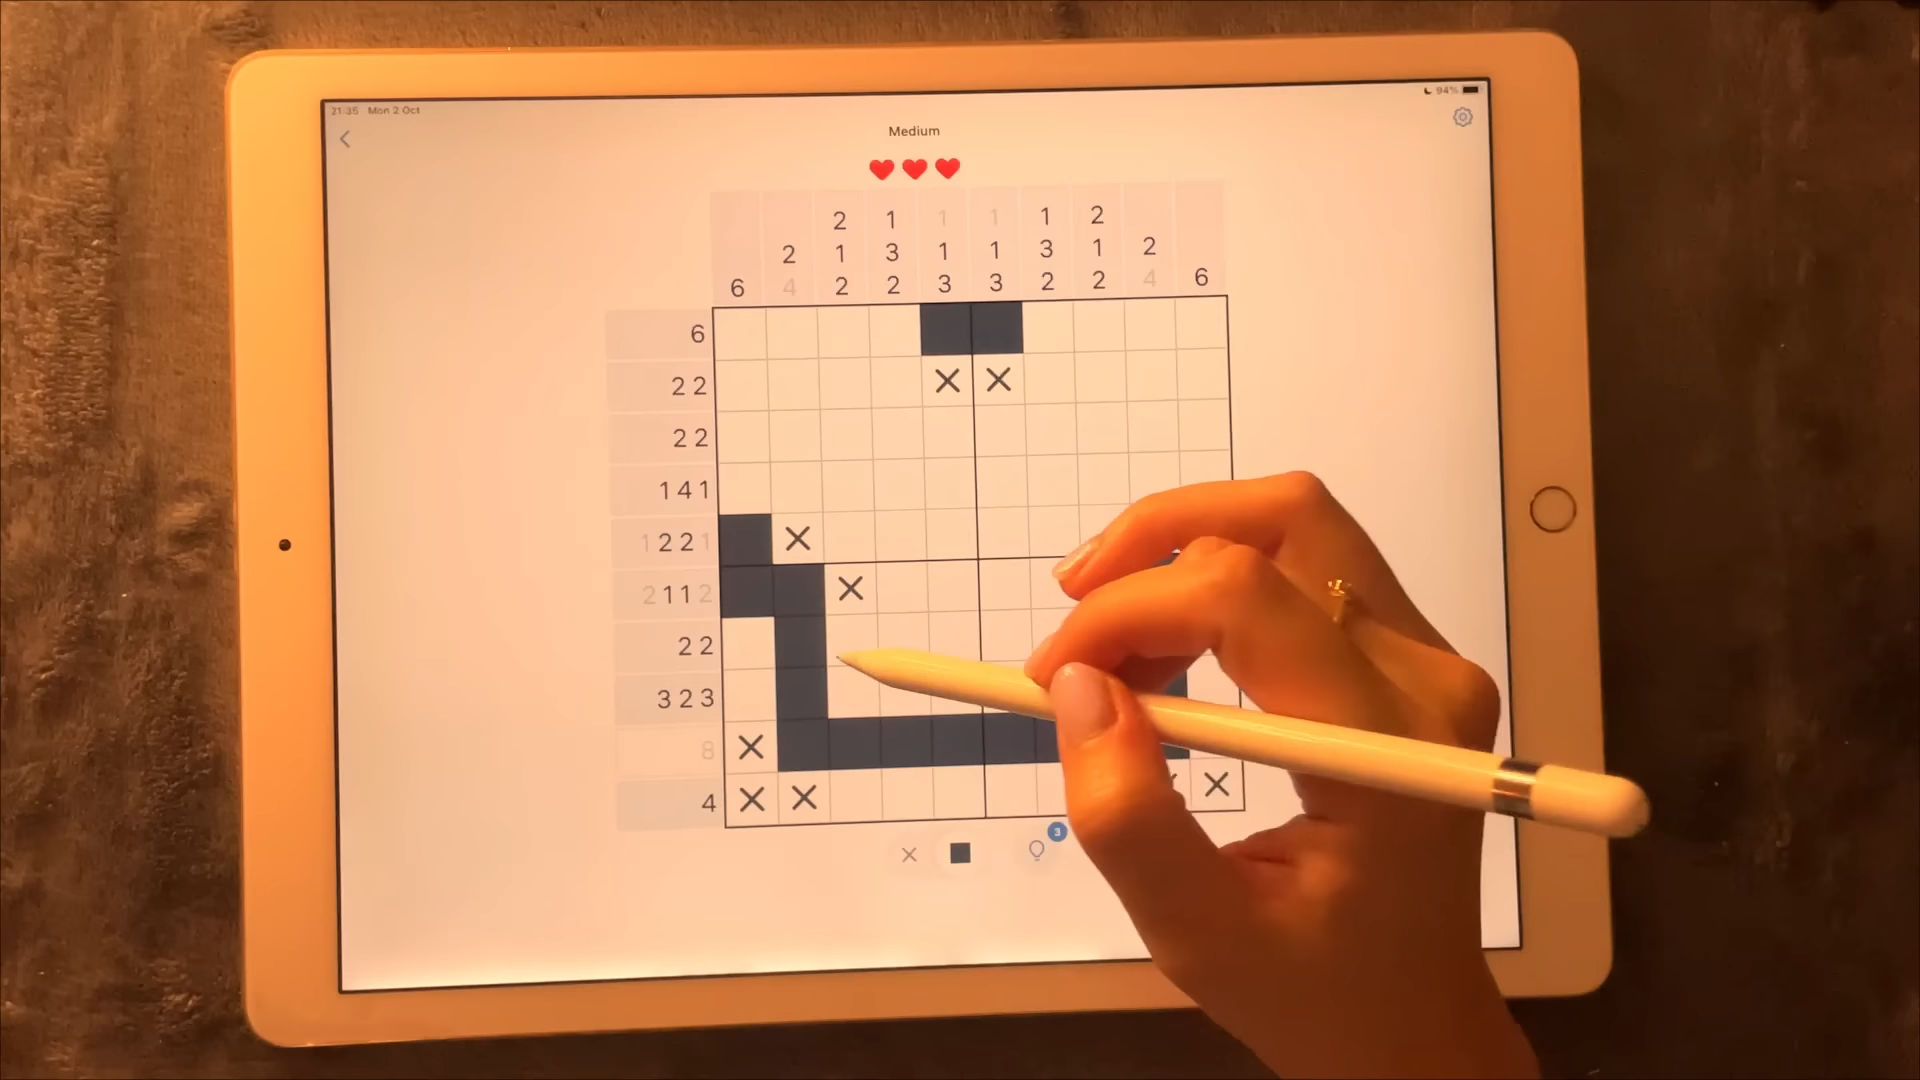 21:35 Mon 2 Oct
94%
Medium
2 1 1 1 1 2
2 1 3 1 1 3 1 2
6 4 2 2 3 3 2 2 4 6
6
2 2
2 2
1 4 1
1 2 2 1
2 1 1 2
2 2
3 2 3
8
4
3